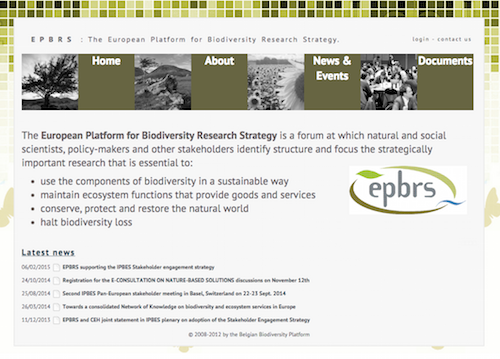 EPBRS : The European Platform for Biodiversity Research Strategy.
login - contact us
Home
About
News &
Events
Documents
The European Platform for Biodiversity Research Strategy is a forum at which natural and social
scientists, policy-makers and other stakeholders identify structure and focus the strategically
important research that is essential to:
• use the components of biodiversity in a sustainable way
• maintain ecosystem functions that provide goods and services
• conserve, protect and restore the natural world
• halt biodiversity loss
epbrs
Latest news
06/02/2015 EPBRS supporting the IPBES Stakeholder engagement strategy
24/10/2014 Registration for the E-CONSULTATION ON NATURE-BASED SOLUTIONS discussions on November 12th
25/08/2014 Second IPBES Pan-European stakeholder meeting in Basel, Switzerland on 22-23 Sept. 2014
26/03/2014 Towards a consolidated Network of Knowledge on biodiversity and ecosystem services in Europe
11/12/2013 EPBRS and CEH joint statement in IPBES plenary on adoption of the Stakeholder Engagement Strategy
© 2008-2012 by the Belgian Biodiversity Platform